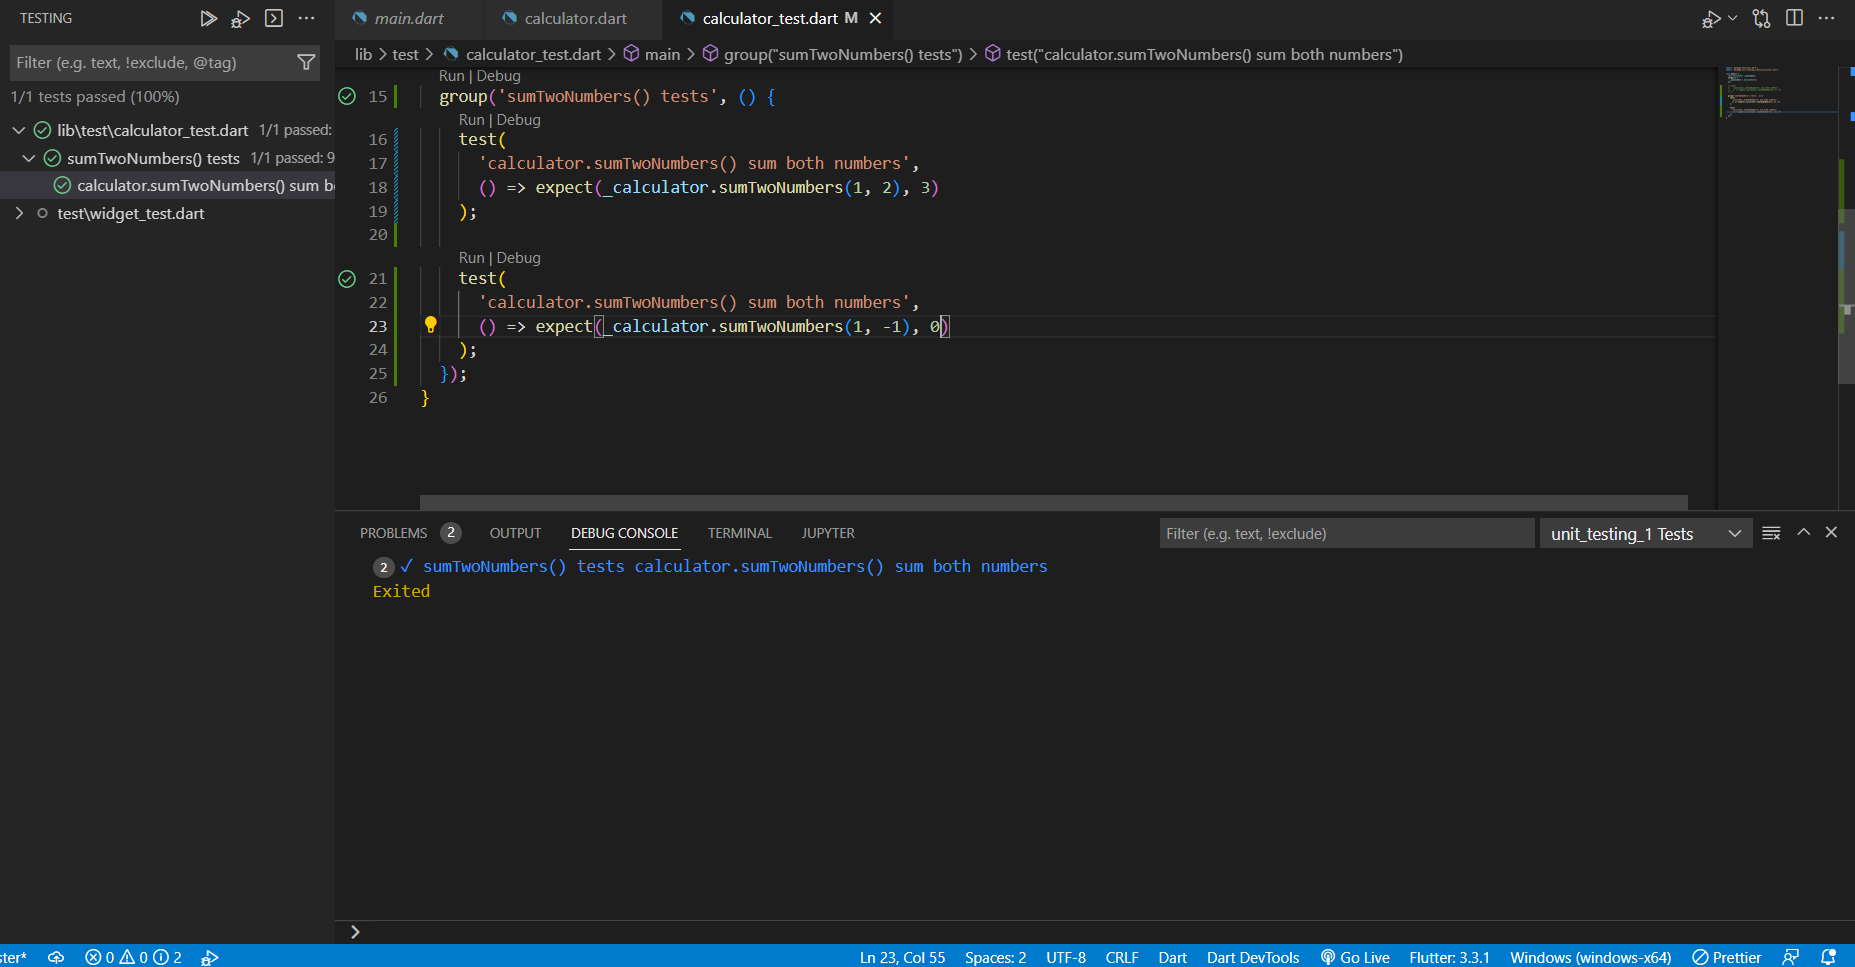 TESTING
Filter (e.g. text, !exclude, @tag)
1/1 tests passed (100%)
lib\test\calculator_test.dart 1/1 passed:
sumTwoNumbers() tests 1/1 passed: 9
calculator.sumTwoNumbers() sum b
test\widget_test.dart
main.dart calculator.dart calculator_test.dart M
lib > test > calculator_test.dart > main > group("sumTwoNumbers() tests") > test("calculator.sumTwoNumbers() sum both numbers")
Run | Debug
15 group('sumTwoNumbers() tests', () {
Run | Debug
16 test(
17 'calculator.sumTwoNumbers() sum both numbers',
18 () => expect(_calculator.sumTwoNumbers(1, 2), 3)
19 );
20
Run | Debug
21 test(
22 'calculator.sumTwoNumbers() sum both numbers',
23 () => expect(_calculator.sumTwoNumbers(1, -1), 0)
24 );
25 });
26 }
PROBLEMS 2 OUTPUT DEBUG CONSOLE TERMINAL JUPYTER Filter (e.g. text, !exclude) unit_testing_1 Tests
2 ✓ sumTwoNumbers() tests calculator.sumTwoNumbers() sum both numbers
Exited
>
ster* 0 0 2 Ln 23, Col 55 Spaces: 2 UTF-8 CRLF Dart Dart DevTools Go Live Flutter: 3.3.1 Windows (windows-x64) Prettier